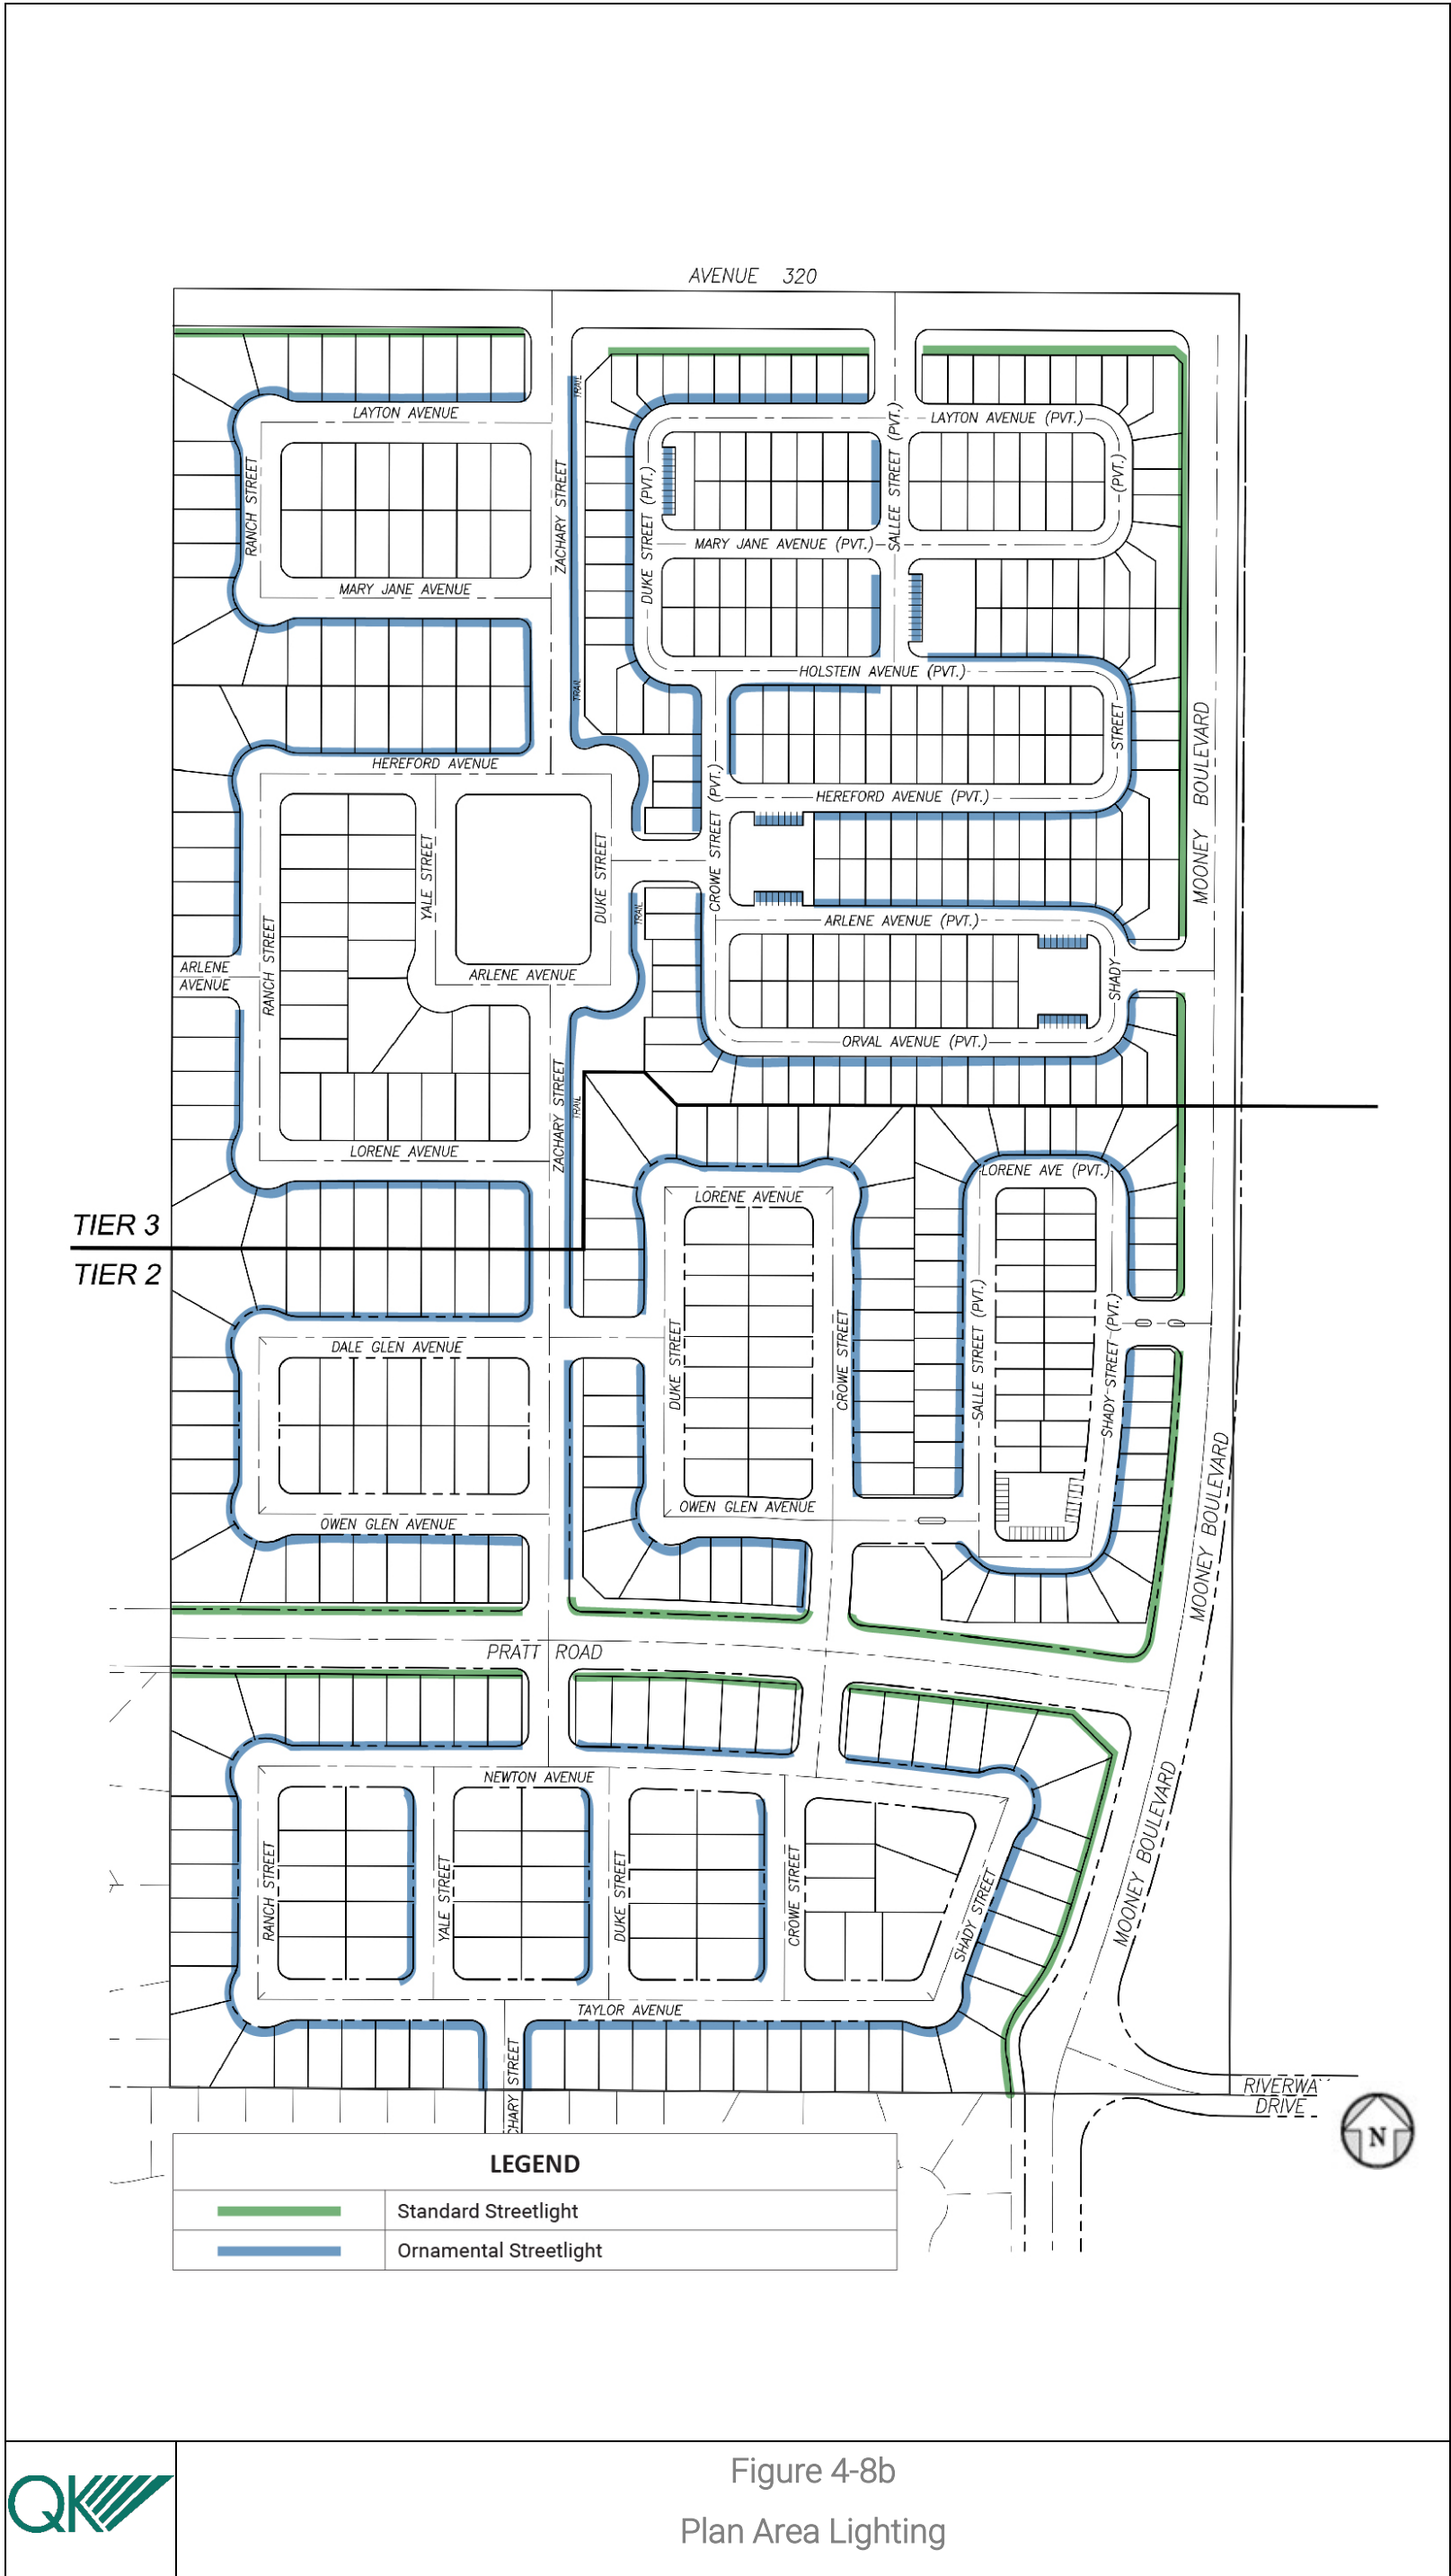 AVENUE 320
TRAIL
LAYTON AVENUE
LAYTON AVENUE (PVT.)
SALLEE STREET (PVT.)
RANCH STREET
ZACHARY STREET
DUKE STREET (PVT.)
(PVT.)
MARY JANE AVENUE (PVT.)
MARY JANE AVENUE
HOLSTEIN AVENUE (PVT.)
TRAIL
STREET
MOONEY BOULEVARD
HEREFORD AVENUE
HEREFORD AVENUE (PVT.)
CROWE STREET (PVT.)
YALE STREET
DUKE STREET
TRAIL
ARLENE AVENUE (PVT.)
RANCH STREET
ARLENE
AVENUE
ARLENE AVENUE
SHADY
ORVAL AVENUE (PVT.)
ZACHARY STREET
TRAIL
LORENE AVENUE
LORENE AVE (PVT.)
LORENE AVENUE
TIER 3
TIER 2
DALE GLEN AVENUE
DUKE STREET
CROWE STREET
SALLE STREET (PVT.)
SHADY STREET (PVT.)
MOONEY BOULEVARD
OWEN GLEN AVENUE
OWEN GLEN AVENUE
PRATT ROAD
NEWTON AVENUE
MOONEY BOULEVARD
RANCH STREET
YALE STREET
DUKE STREET
CROWE STREET
SHADY STREET
TAYLOR AVENUE
CHARY STREET
RIVERWA
DRIVE
N
LEGEND
Standard Streetlight
Ornamental Streetlight
QK
Figure 4-8b
Plan Area Lighting